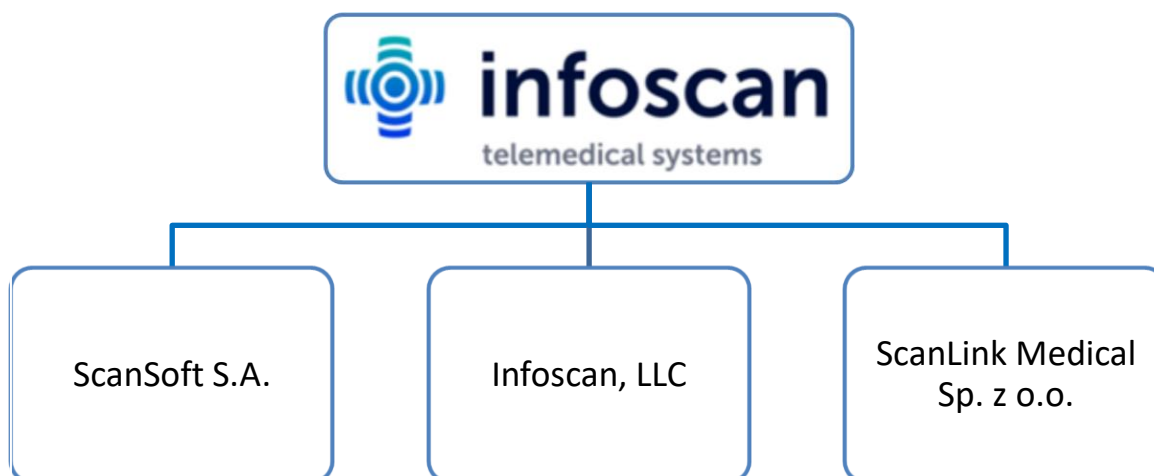 infoscan
telemedical systems
ScanSoft S.A.
Infoscan, LLC
ScanLink Medical
Sp. z o.o.